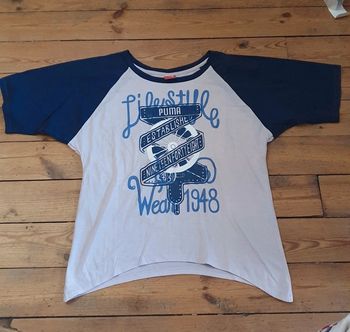 Lifestyle
PUMA
ESTABLISHED
NINETEEN FORTY EIGHT
Wear 1948